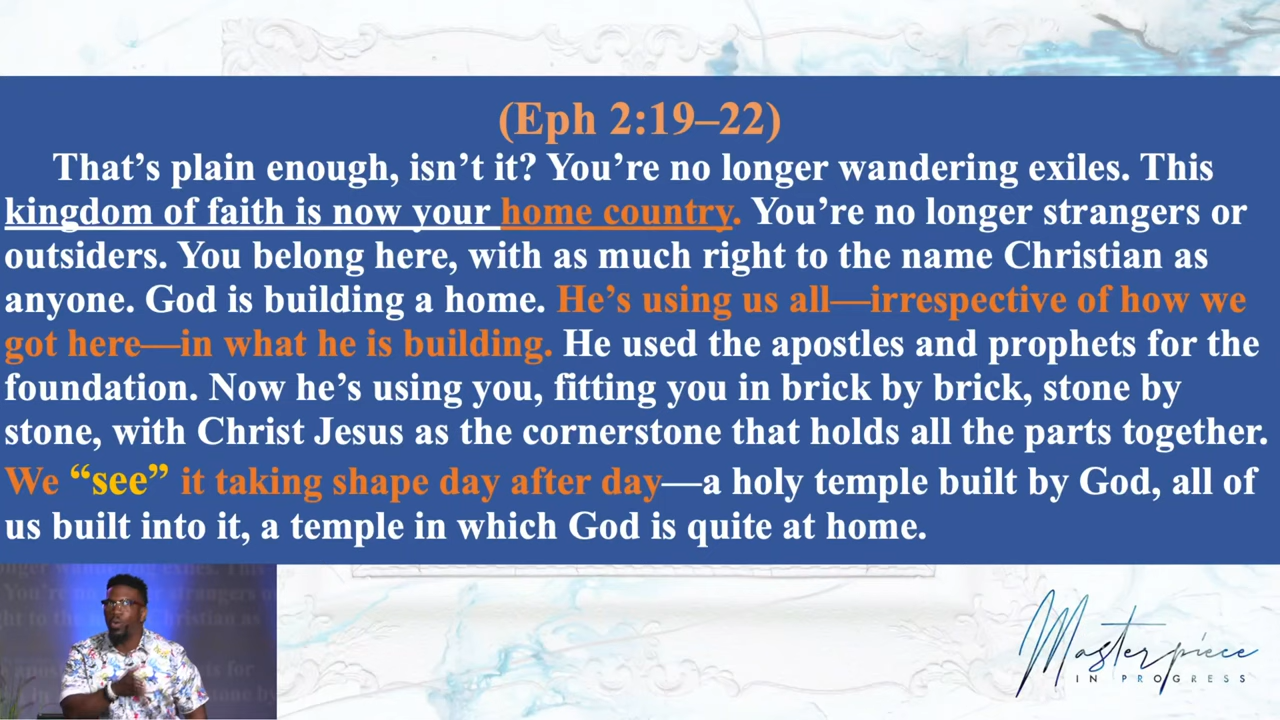 (Eph 2:19–22)
That’s plain enough, isn’t it? You’re no longer wandering exiles. This
kingdom of faith is now your home country. You’re no longer strangers or
outsiders. You belong here, with as much right to the name Christian as
anyone. God is building a home. He’s using us all—irrespective of how we
got here—in what he is building. He used the apostles and prophets for the
foundation. Now he’s using you, fitting you in brick by brick, stone by
stone, with Christ Jesus as the cornerstone that holds all the parts together.
We “see” it taking shape day after day—a holy temple built by God, all of
us built into it, a temple in which God is quite at home.
Masterpiece
IN PROGRESS